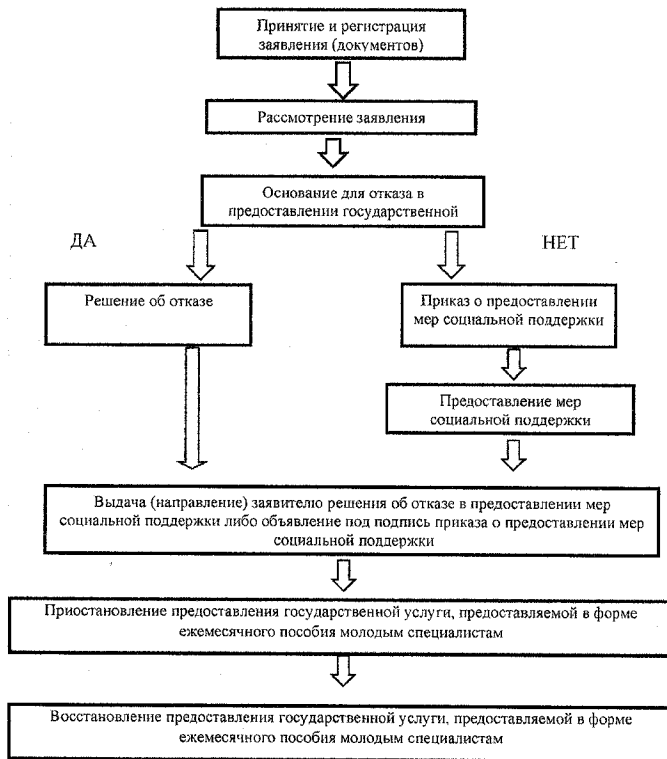 Принятие и регистрация
заявления (документов)
Рассмотрение заявления
Основание для отказа в
предоставлении государственной
ДА
НЕТ
Решение об отказе
Приказ о предоставлении
мер социальной поддержки
Предоставление мер
социальной поддержки
Выдача (направление) заявителю решения об отказе в предоставлении мер
социальной поддержки либо объявление под подпись приказа о предоставлении мер
социальной поддержки
Приостановление предоставления государственной услуги, предоставляемой в форме
ежемесячного пособия молодым специалистам
Восстановление предоставления государственной услуги, предоставляемой в форме
ежемесячного пособия молодым специалистам